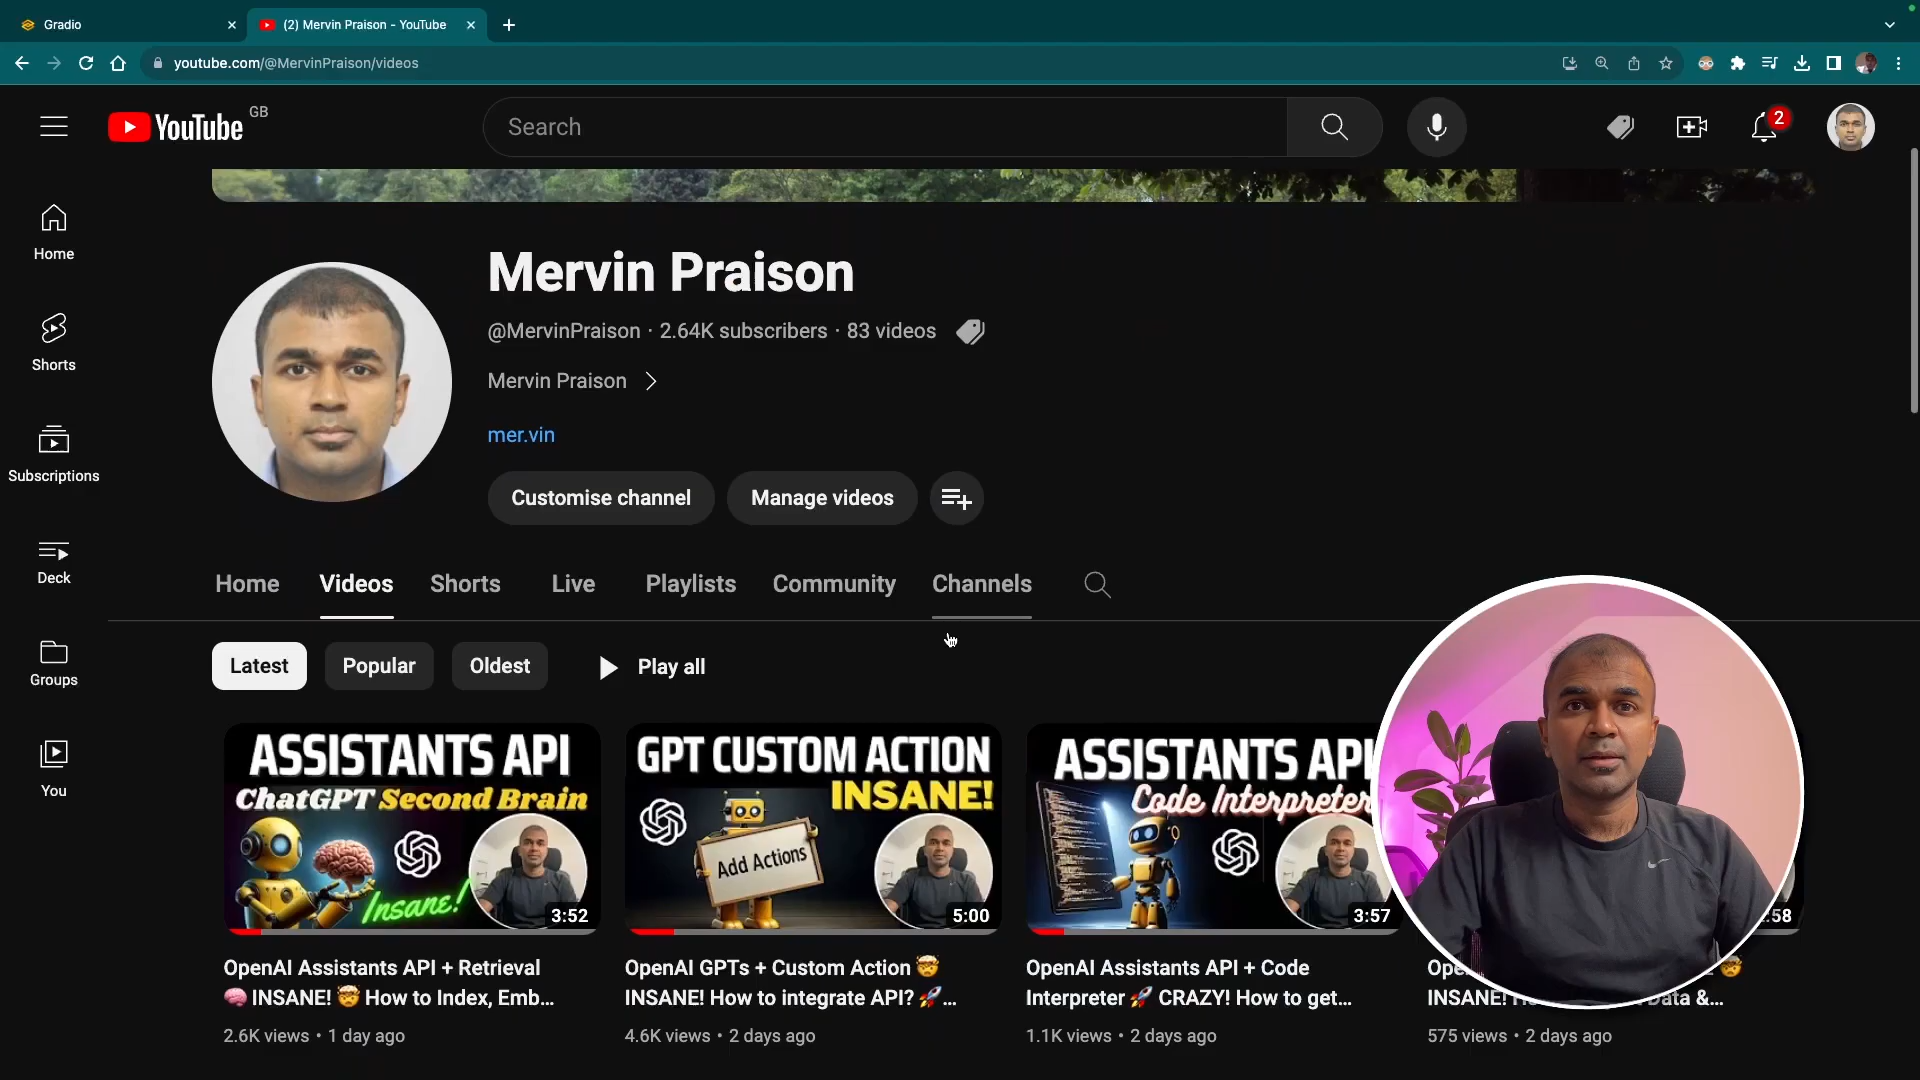 Gradio
(2) Mervin Praison - YouTube
youtube.com/@MervinPraison/videos
YouTube GB
Search
2
Home
Shorts
Subscriptions
Deck
Groups
You
Mervin Praison
@MervinPraison · 2.64K subscribers · 83 videos
Mervin Praison
mer.vin
Customise channel
Manage videos
Home Videos Shorts Live Playlists Community Channels
Latest Popular Oldest Play all
ASSISTANTS API
ChatGPT Second Brain
Insane!
3:52
OpenAI Assistants API + Retrieval
🧠 INSANE! 🤯 How to Index, Emb...
2.6K views • 1 day ago
GPT CUSTOM ACTION
INSANE!
Add Actions
5:00
OpenAI GPTs + Custom Action 🤯
INSANE! How to integrate API? 🚀...
4.6K views • 2 days ago
ASSISTANTS API
Code Interpreter
3:57
OpenAI Assistants API + Code
Interpreter 🚀 CRAZY! How to get...
1.1K views • 2 days ago
:58
INSANE!
Data &...
575 views • 2 days ago